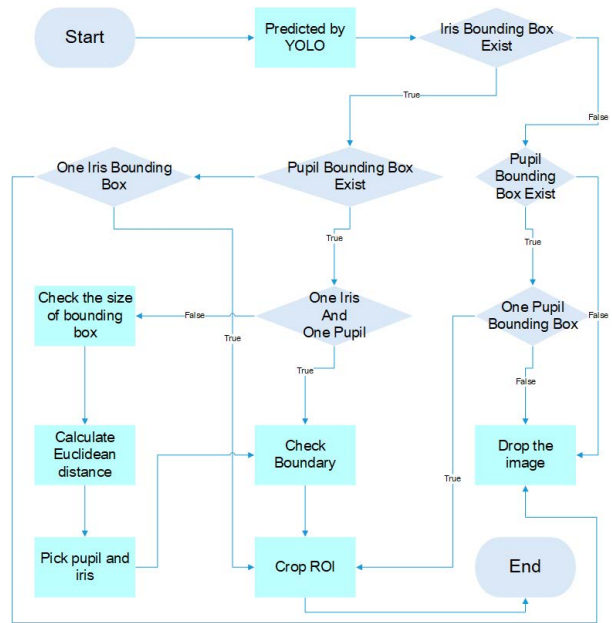 Start
Predicted by
YOLO
Iris Bounding Box
Exist
True
False
One Iris Bounding
Box
Pupil Bounding Box
Exist
Pupil
Bounding
Box Exist
True
True
Check the size
of bounding
box
False
One Iris
And
One Pupil
One Pupil
Bounding Box
False
True
True
False
Calculate
Euclidean
distance
Check
Boundary
Drop the
image
True
Pick pupil and
iris
Crop ROI
End